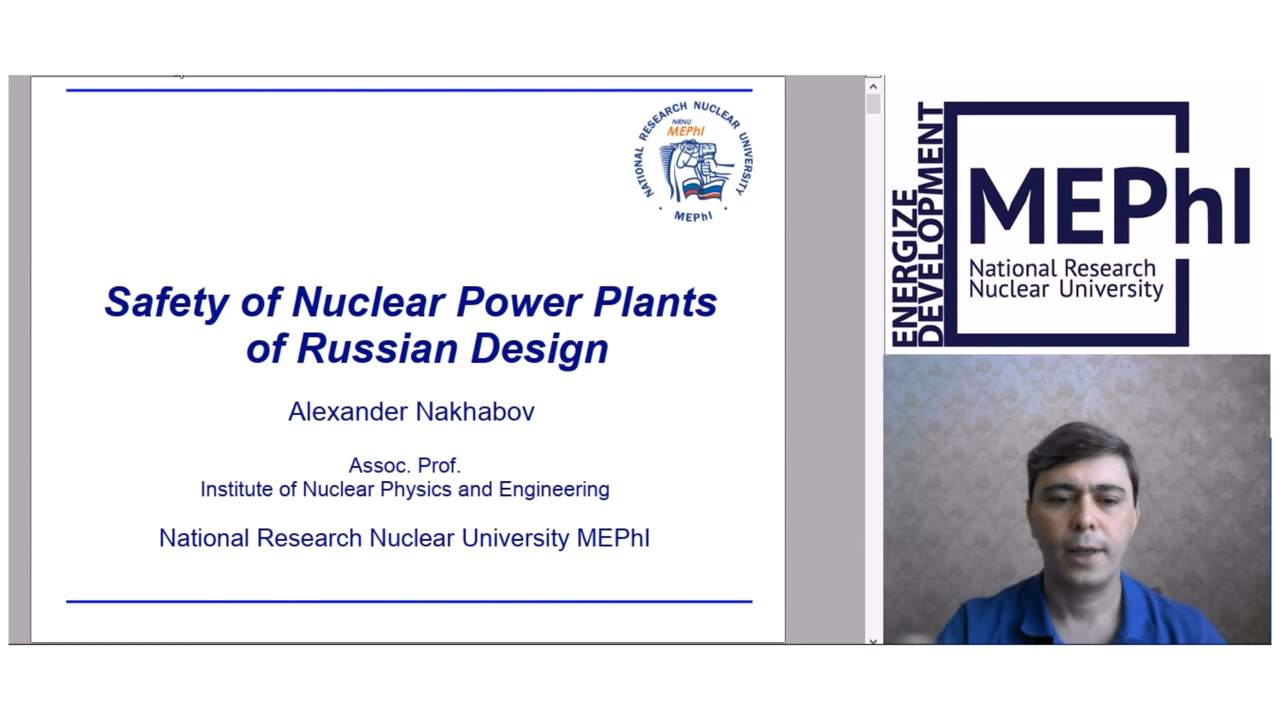 NATIONAL RESEARCH NUCLEAR UNIVERSITY
NRNU
MEPhI
• MEPhI •
Safety of Nuclear Power Plants
of Russian Design
Alexander Nakhabov
Assoc. Prof.
Institute of Nuclear Physics and Engineering
National Research Nuclear University MEPhI
ENERGIZE
DEVELOPMENT
MEPhI
National Research
Nuclear University